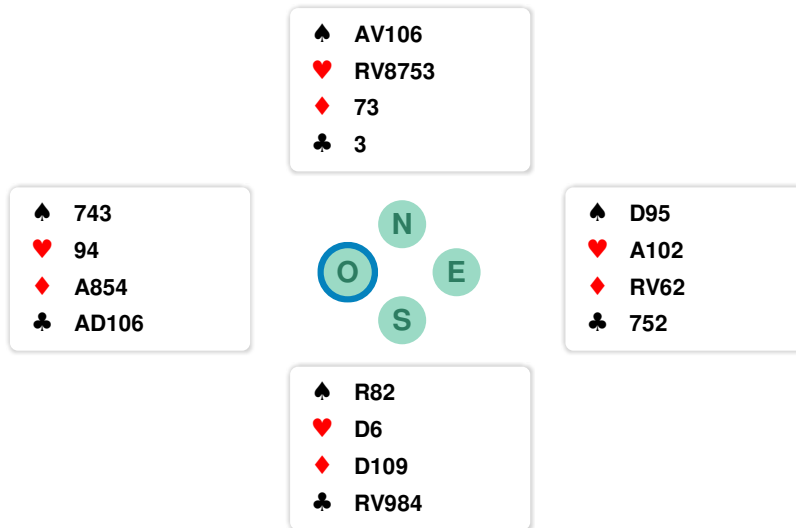 ♠ AV106
♥ RV8753
♦ 73
♣ 3
♠ 743
♥ 94
♦ A854
♣ AD106
N
O
E
S
♠ D95
♥ A102
♦ RV62
♣ 752
♠ R82
♥ D6
♦ D109
♣ RV984